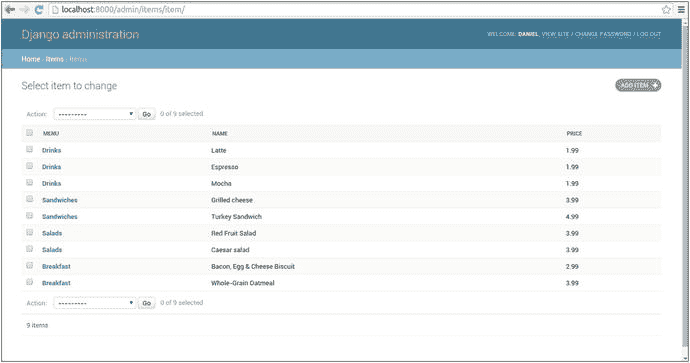 localhost:8000/admin/items/item/
Django administration
WELCOME, DANIEL. VIEW SITE / CHANGE PASSWORD / LOG OUT
Home › Items › Items
Select item to change
ADD ITEM +
Action: --------- Go 0 of 9 selected
MENU NAME PRICE
Drinks Latte 1.99
Drinks Espresso 1.99
Drinks Mocha 1.99
Sandwiches Grilled cheese 3.99
Sandwiches Turkey Sandwich 4.99
Salads Red Fruit Salad 3.99
Salads Caesar salad 3.99
Breakfast Bacon, Egg & Cheese Biscuit 2.99
Breakfast Whole-Grain Oatmeal 3.99
Action: --------- Go 0 of 9 selected
9 items